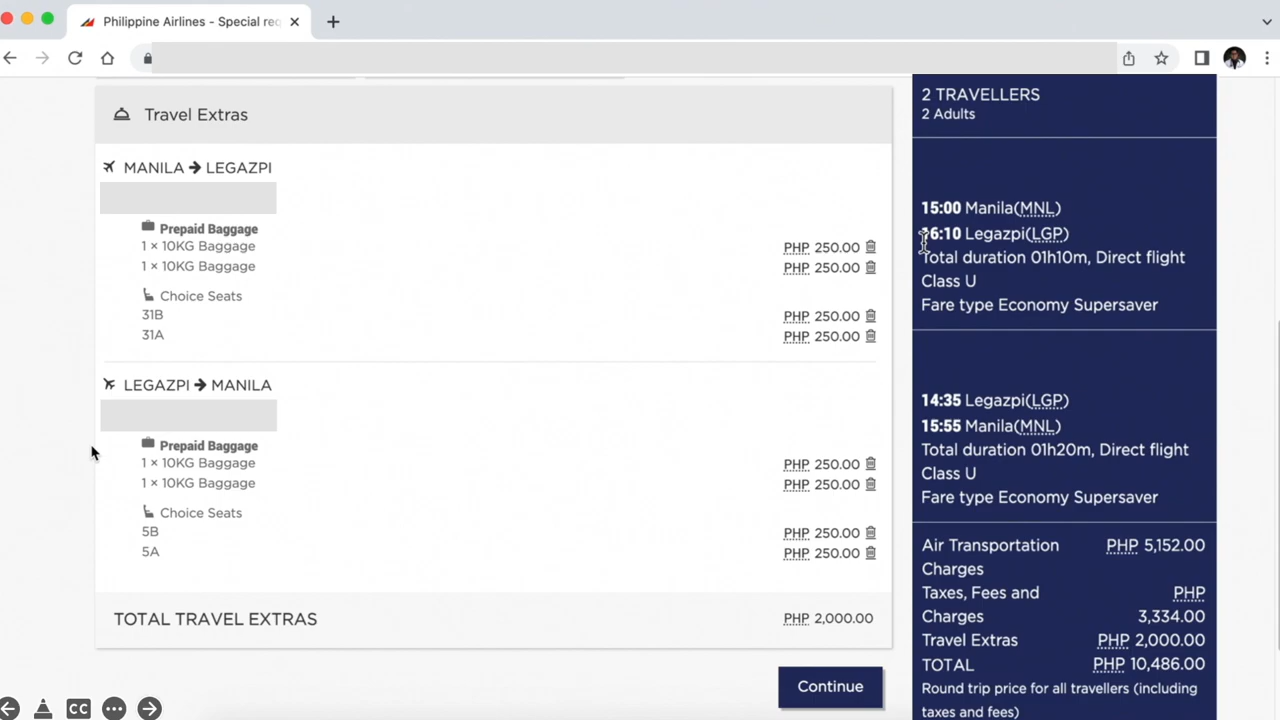 Philippine Airlines - Special req
Travel Extras
MANILA → LEGAZPI
Prepaid Baggage
1 × 10KG Baggage PHP 250.00
1 × 10KG Baggage PHP 250.00
Choice Seats
31B PHP 250.00
31A PHP 250.00
LEGAZPI → MANILA
Prepaid Baggage
1 × 10KG Baggage PHP 250.00
1 × 10KG Baggage PHP 250.00
Choice Seats
5B PHP 250.00
5A PHP 250.00
TOTAL TRAVEL EXTRAS PHP 2,000.00
Continue
2 TRAVELLERS
2 Adults
15:00 Manila(MNL)
16:10 Legazpi(LGP)
Total duration 01h10m, Direct flight
Class U
Fare type Economy Supersaver
14:35 Legazpi(LGP)
15:55 Manila(MNL)
Total duration 01h20m, Direct flight
Class U
Fare type Economy Supersaver
Air Transportation PHP 5,152.00
Charges
Taxes, Fees and PHP
Charges 3,334.00
Travel Extras PHP 2,000.00
TOTAL PHP 10,486.00
Round trip price for all travellers (including
taxes and fees)
CC